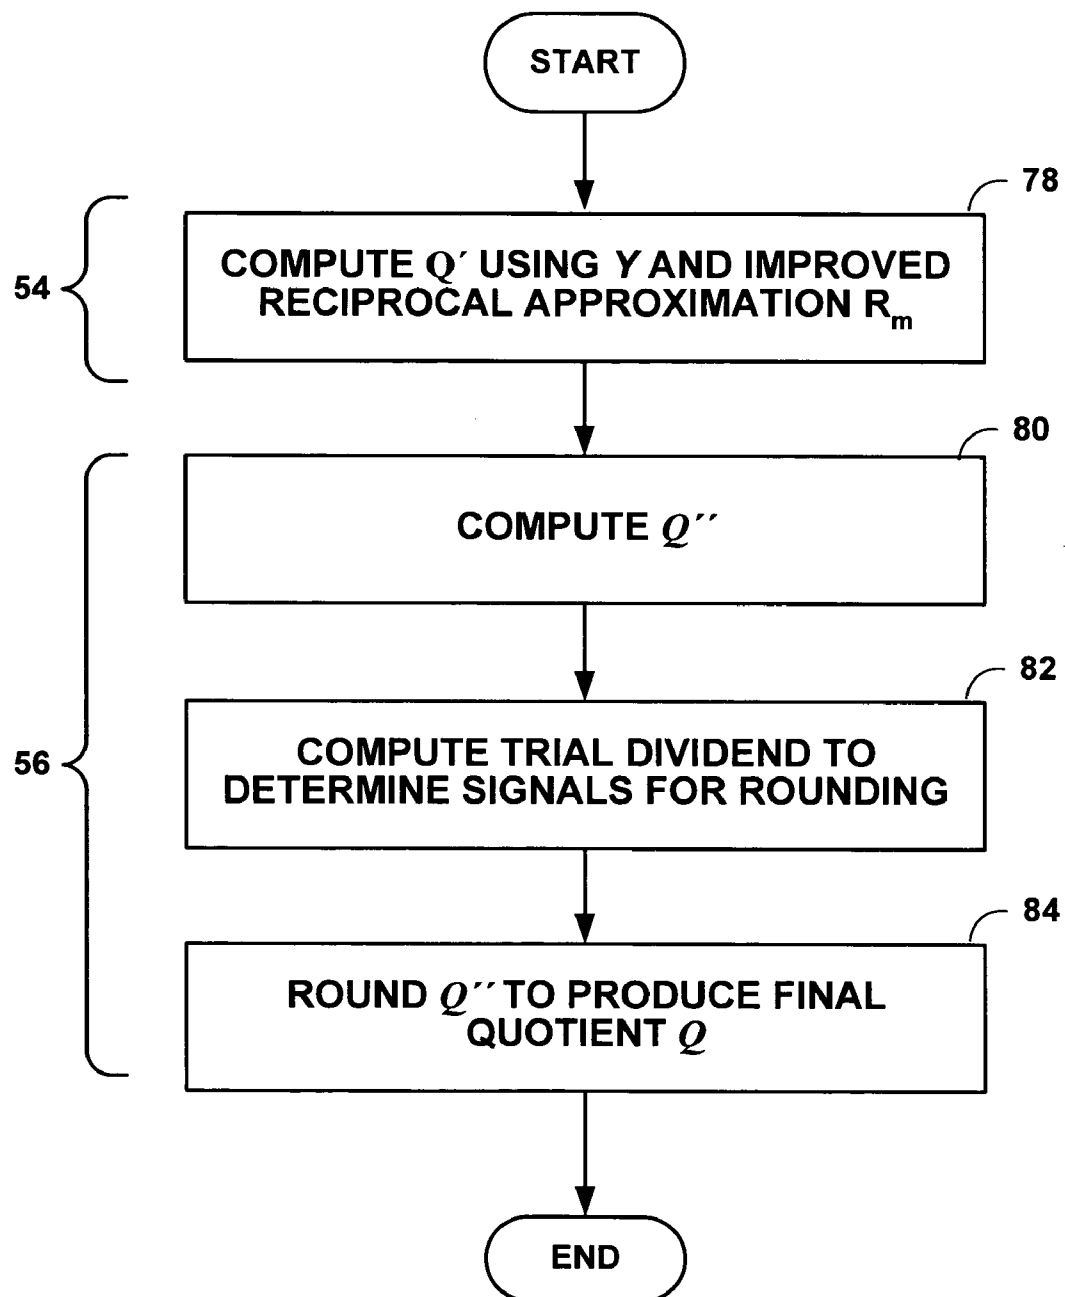 START
78
COMPUTE Q′ USING Y AND IMPROVED
RECIPROCAL APPROXIMATION Rm
54
80
COMPUTE Q′′
82
COMPUTE TRIAL DIVIDEND TO
DETERMINE SIGNALS FOR ROUNDING
56
84
ROUND Q′′ TO PRODUCE FINAL
QUOTIENT Q
END